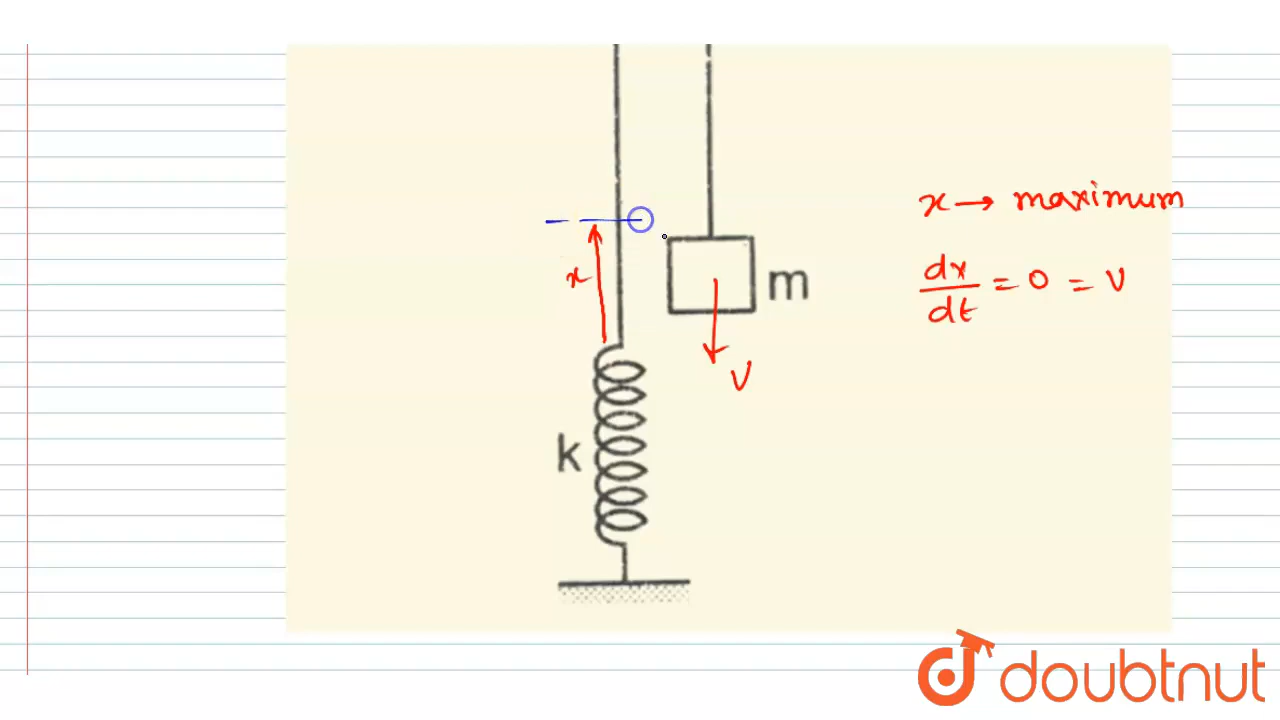 x → maximum
dx/dt = 0 = v
x
m
v
k
doubtnut